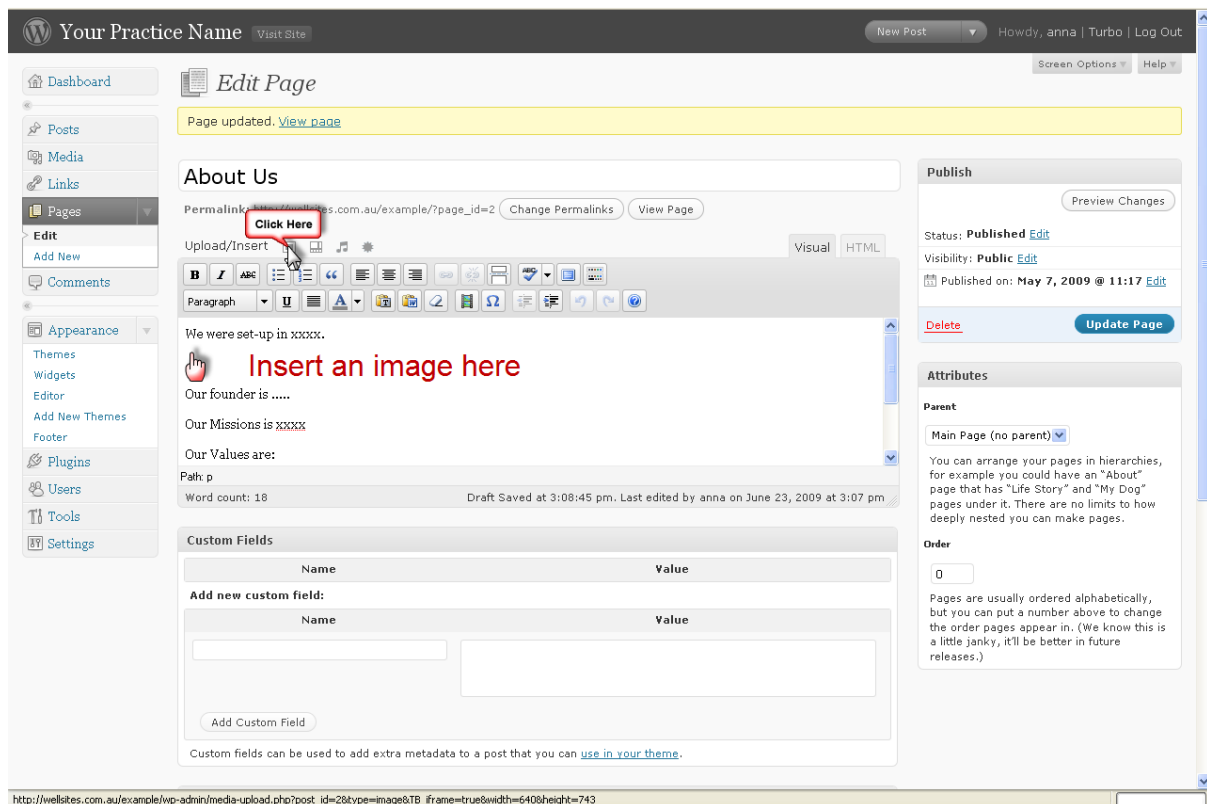 Your Practice Name Visit Site New Post Howdy, anna | Turbo | Log Out
Screen Options Help
Dashboard
Posts
Media
Links
Pages
Edit
Add New
Comments
Appearance
Themes
Widgets
Editor
Add New Themes
Footer
Plugins
Users
Tools
Settings
Edit Page
Page updated. View page
About Us
Permalink: http://wellsites.com.au/example/?page_id=2 Change Permalinks View Page
Click Here
Upload/Insert Visual HTML
B I ABC
Paragraph U A Ω
We were set-up in xxxx.
Insert an image here
Our founder is .....
Our Missions is xxxx
Our Values are:
Path: p
Word count: 18 Draft Saved at 3:08:45 pm. Last edited by anna on June 23, 2009 at 3:07 pm
Custom Fields
Name Value
Add new custom field:
Name Value
Add Custom Field
Custom fields can be used to add extra metadata to a post that you can use in your theme.
Publish
Preview Changes
Status: Published Edit
Visibility: Public Edit
Published on: May 7, 2009 @ 11:17 Edit
Delete Update Page
Attributes
Parent
Main Page (no parent)
You can arrange your pages in hierarchies,
for example you could have an "About"
page that has "Life Story" and "My Dog"
pages under it. There are no limits to how
deeply nested you can make pages.
Order
0
Pages are usually ordered alphabetically,
but you can put a number above to change
the order pages appear in. (We know this is
a little janky, it'll be better in future
releases.)
http://wellsites.com.au/example/wp-admin/media-upload.php?post_id=2&type=image&TB_iframe=true&width=640&height=743